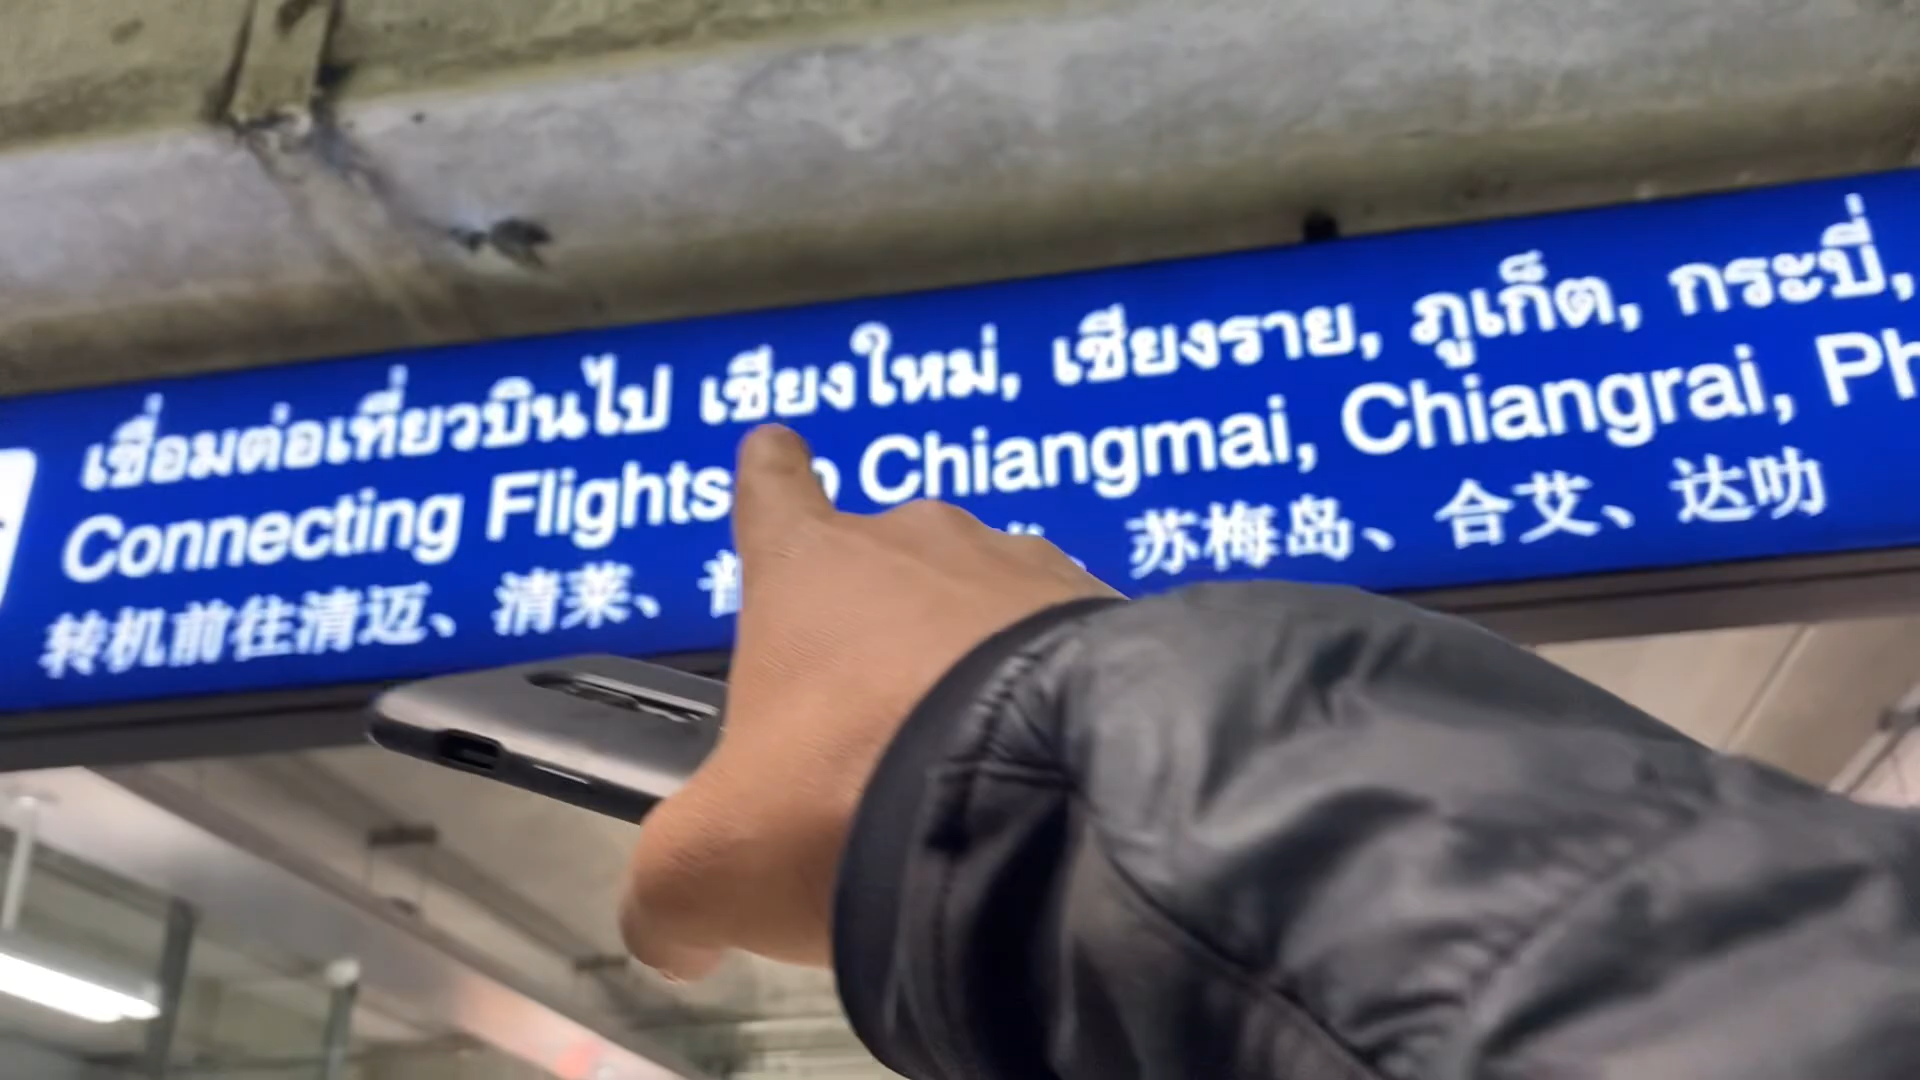 เชื่อมต่อเที่ยวบินไป เชียงใหม่, เชียงราย, ภูเก็ต, กระบี่,
Connecting Flights Chiangmai, Chiangrai,
转机前往清迈、清莱、 苏梅岛、合艾、达叻